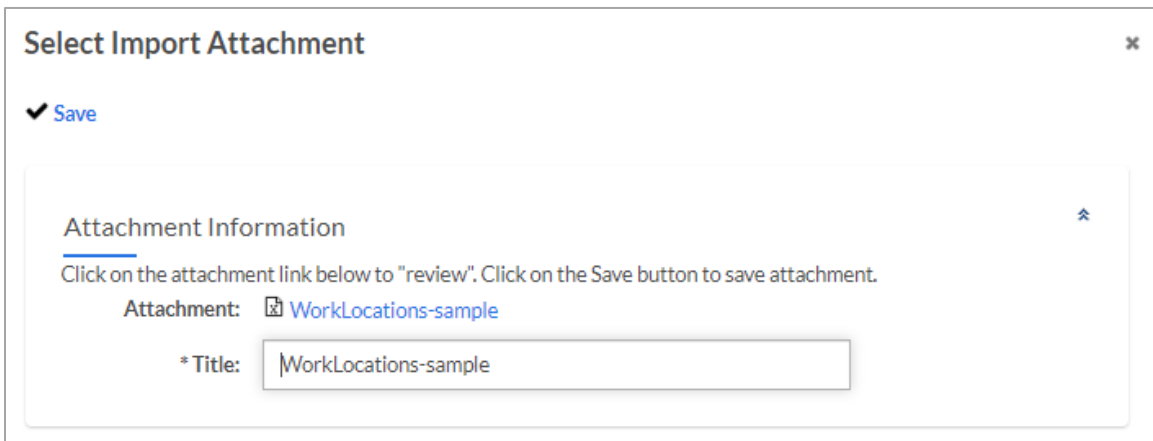 Select Import Attachment
Save
Attachment Information
Click on the attachment link below to "review". Click on the Save button to save attachment.
Attachment: WorkLocations-sample
* Title: WorkLocations-sample